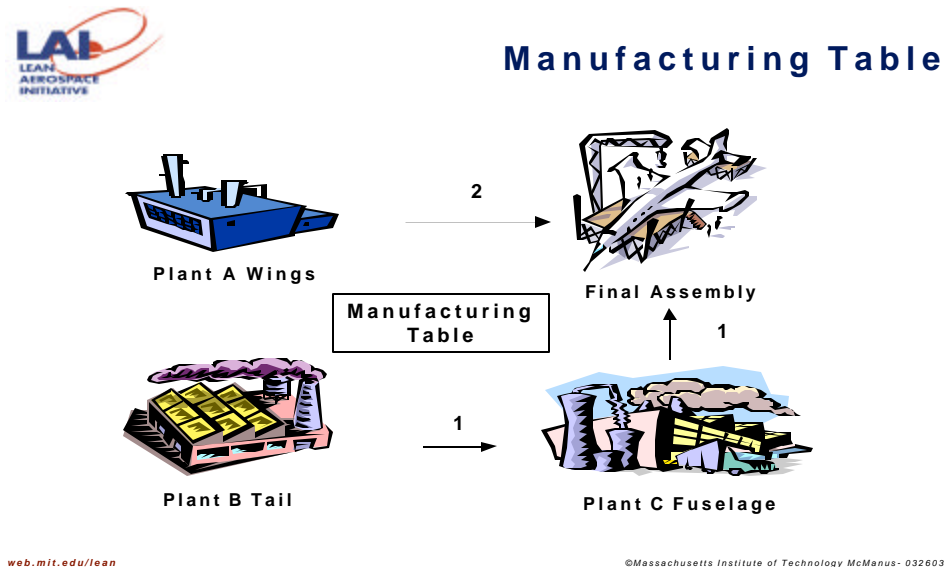 LAI
LEAN
AEROSPACE
INITIATIVE
Manufacturing Table
2
Plant A Wings
Final Assembly
Manufacturing
Table
1
1
Plant B Tail
Plant C Fuselage
web.mit.edu/lean
©Massachusetts Institute of Technology McManus- 032603